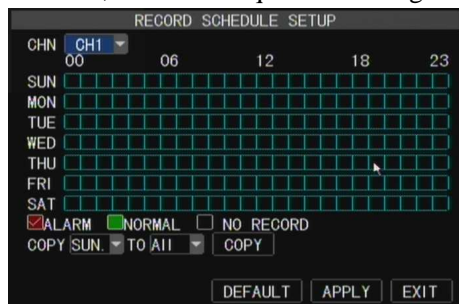 RECORD SCHEDULE SETUP
CHN CH1
00 06 12 18 23
SUN
MON
TUE
WED
THU
FRI
SAT
ALARM NORMAL NO RECORD
COPY SUN. TO All COPY
DEFAULT APPLY EXIT